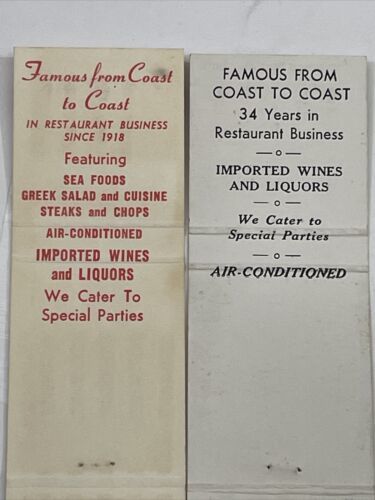 Famous from Coast
to Coast
IN RESTAURANT BUSINESS
SINCE 1918
Featuring
SEA FOODS
GREEK SALAD and CUISINE
STEAKS and CHOPS
AIR-CONDITIONED
IMPORTED WINES
and LIQUORS
We Cater To
Special Parties
FAMOUS FROM
COAST TO COAST
34 Years in
Restaurant Business
IMPORTED WINES
AND LIQUORS
We Cater to
Special Parties
AIR-CONDITIONED